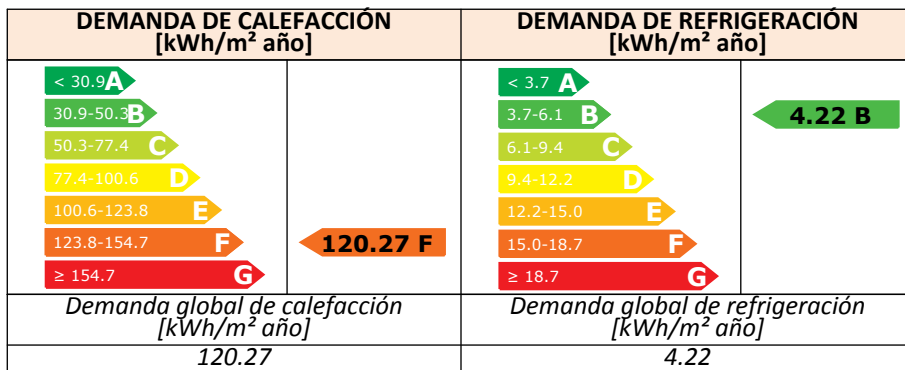 DEMANDA DE CALEFACCIÓN
[kWh/m² año]
DEMANDA DE REFRIGERACIÓN
[kWh/m² año]
< 30.9 A
30.9-50.3 B
50.3-77.4 C
77.4-100.6 D
100.6-123.8 E
123.8-154.7 F
≥ 154.7 G
120.27 F
< 3.7 A
3.7-6.1 B
6.1-9.4 C
9.4-12.2 D
12.2-15.0 E
15.0-18.7 F
≥ 18.7 G
4.22 B
Demanda global de calefacción
[kWh/m² año]
Demanda global de refrigeración
[kWh/m² año]
120.27
4.22